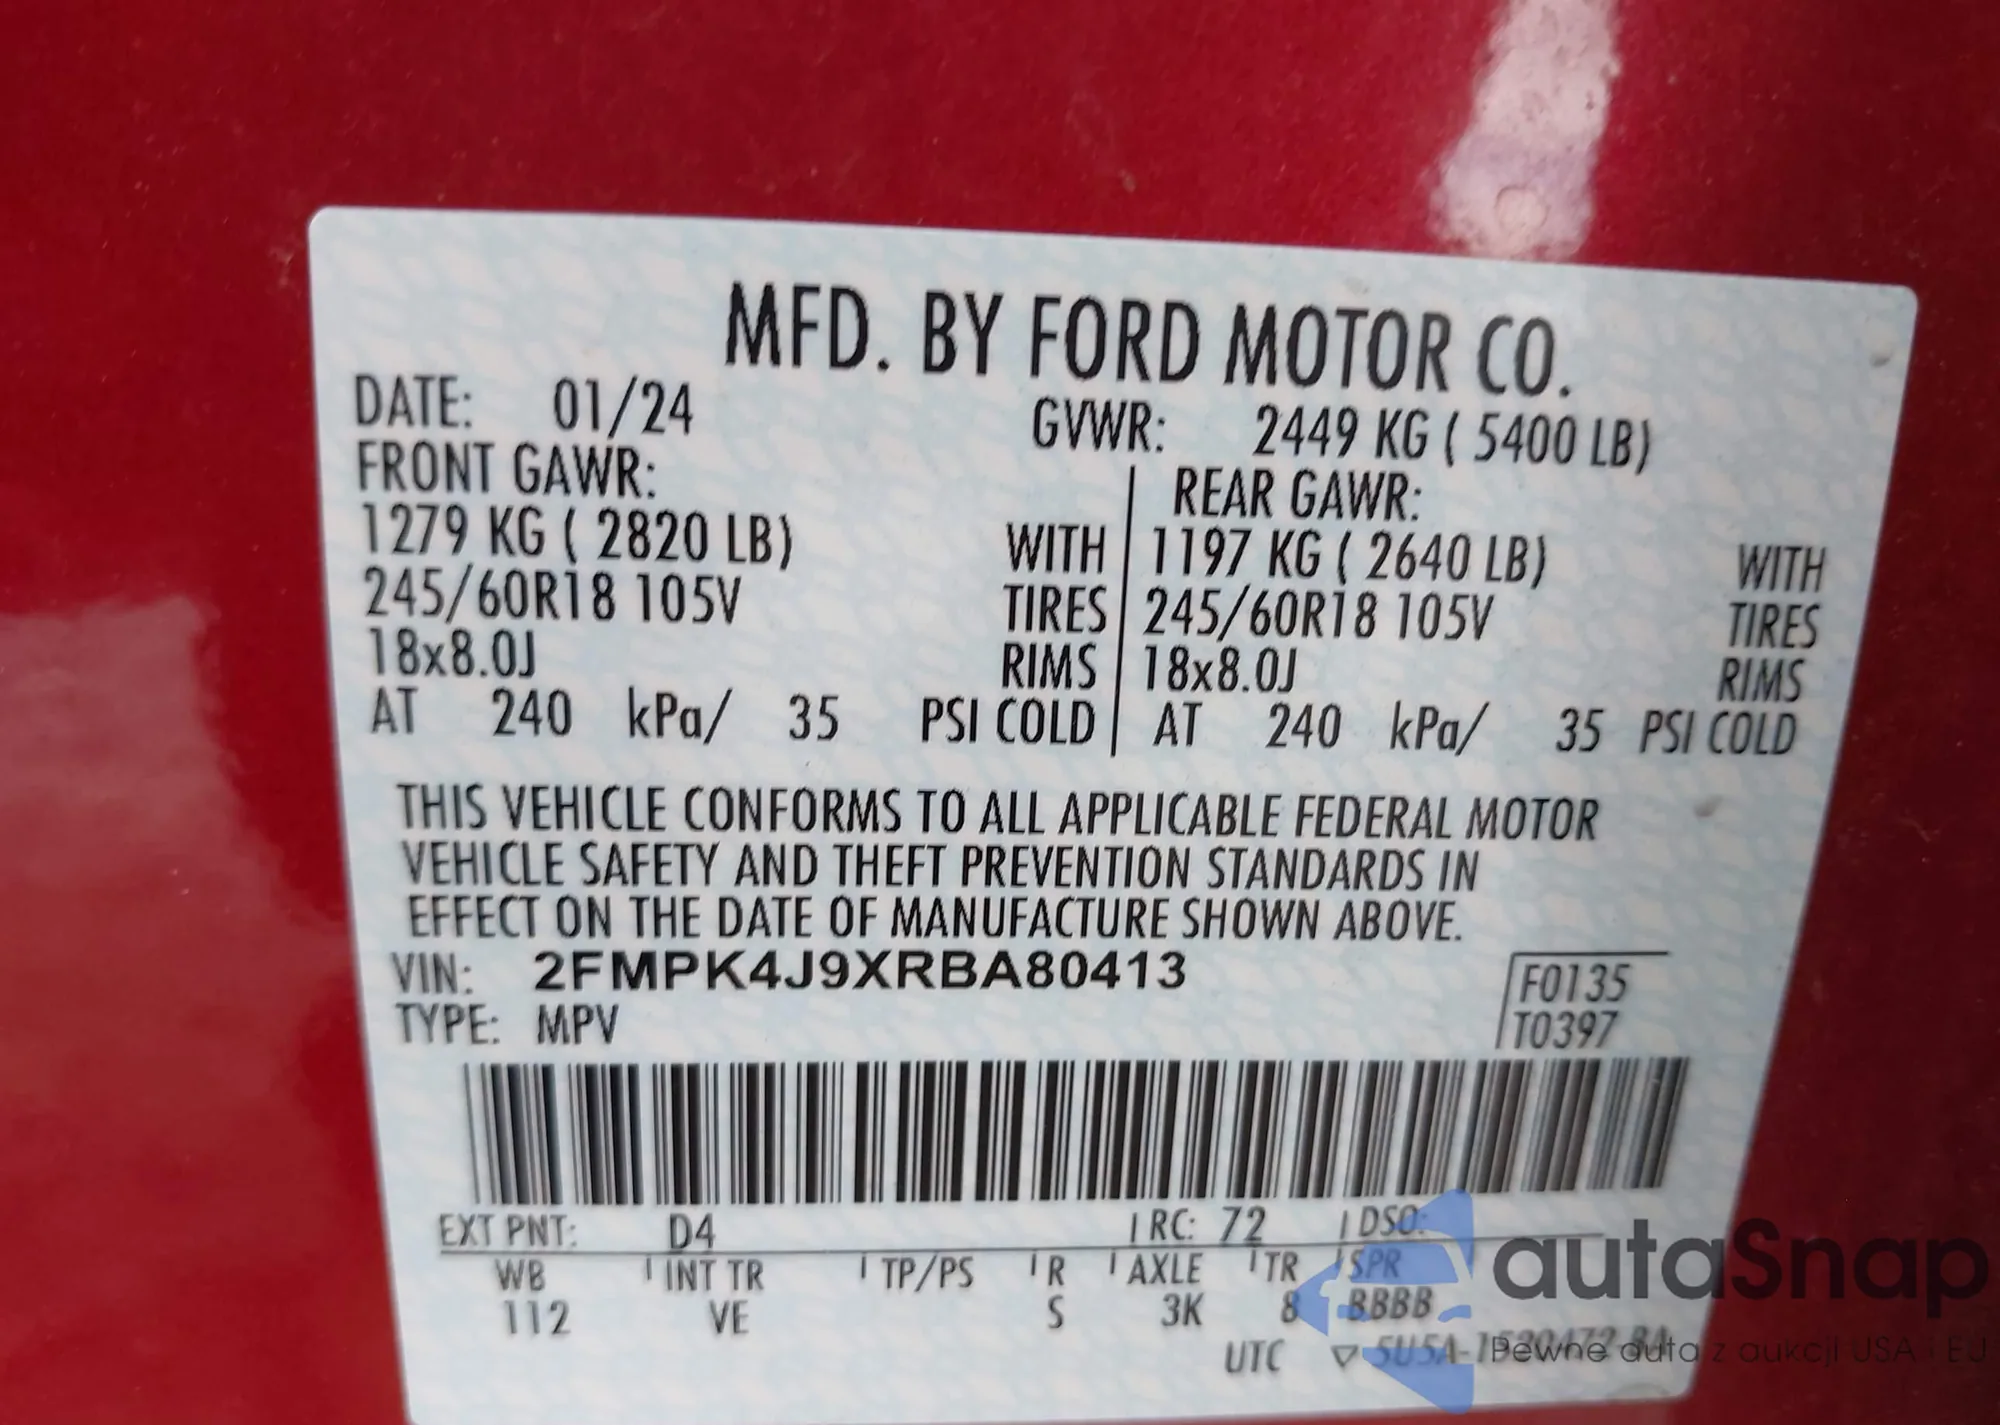 MFD. BY FORD MOTOR CO.
DATE: 01/24 GVWR: 2449 KG ( 5400 LB)
FRONT GAWR: REAR GAWR:
1279 KG ( 2820 LB) WITH 1197 KG ( 2640 LB) WITH
245/60R18 105V TIRES 245/60R18 105V TIRES
18x8.0J RIMS 18x8.0J RIMS
AT 240 kPa/ 35 PSI COLD AT 240 kPa/ 35 PSI COLD
THIS VEHICLE CONFORMS TO ALL APPLICABLE FEDERAL MOTOR
VEHICLE SAFETY AND THEFT PREVENTION STANDARDS IN
EFFECT ON THE DATE OF MANUFACTURE SHOWN ABOVE.
VIN: 2FMPK4J9XRBA80413
F0135
TYPE: MPV
T0397
EXT PNT: D4 RC: 72 DSO:
WB INT TR TP/PS R AXLE TR SPR
112 VE S 3K 8 BBBB
UTC
autaSnap
Pewne auta z aukcji USA i EU